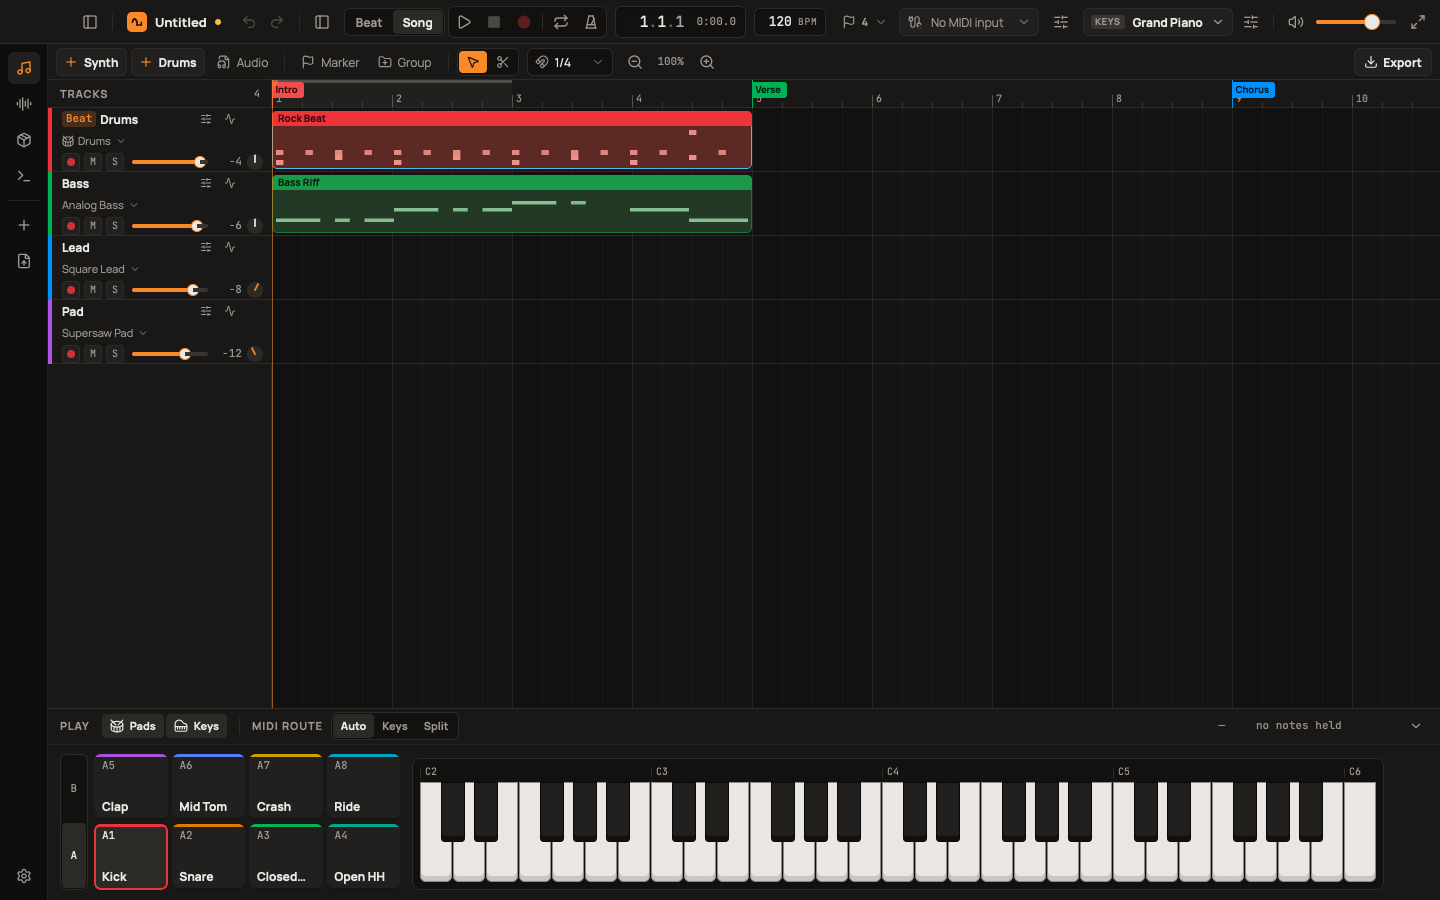 Untitled
Beat Song
1.1.1 0:00.0
120 BPM
4
No MIDI input
KEYS Grand Piano
Synth Drums Audio Marker Group
1/4
100%
Export
TRACKS 4
Intro Verse Chorus
1 2 3 4 5 6 7 8 9 10
Beat Drums
Drums
M S -4
Rock Beat
Bass
Analog Bass
M S -6
Bass Riff
Lead
Square Lead
M S -8
Pad
Supersaw Pad
M S -12
PLAY Pads Keys MIDI ROUTE Auto Keys Split
— no notes held
B
A5 A6 A7 A8
Clap Mid Tom Crash Ride
A
A1 A2 A3 A4
Kick Snare Closed... Open HH
C2 C3 C4 C5 C6